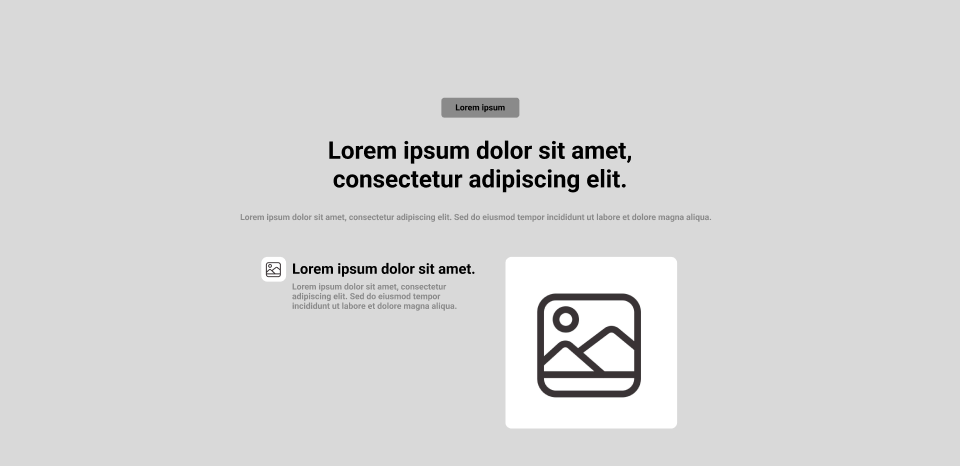 Lorem ipsum
Lorem ipsum dolor sit amet,
consectetur adipiscing elit.
Lorem ipsum dolor sit amet, consectetur adipiscing elit. Sed do eiusmod tempor incididunt ut labore et dolore magna aliqua.
Lorem ipsum dolor sit amet.
Lorem ipsum dolor sit amet, consectetur
adipiscing elit. Sed do eiusmod tempor
incididunt ut labore et dolore magna aliqua.